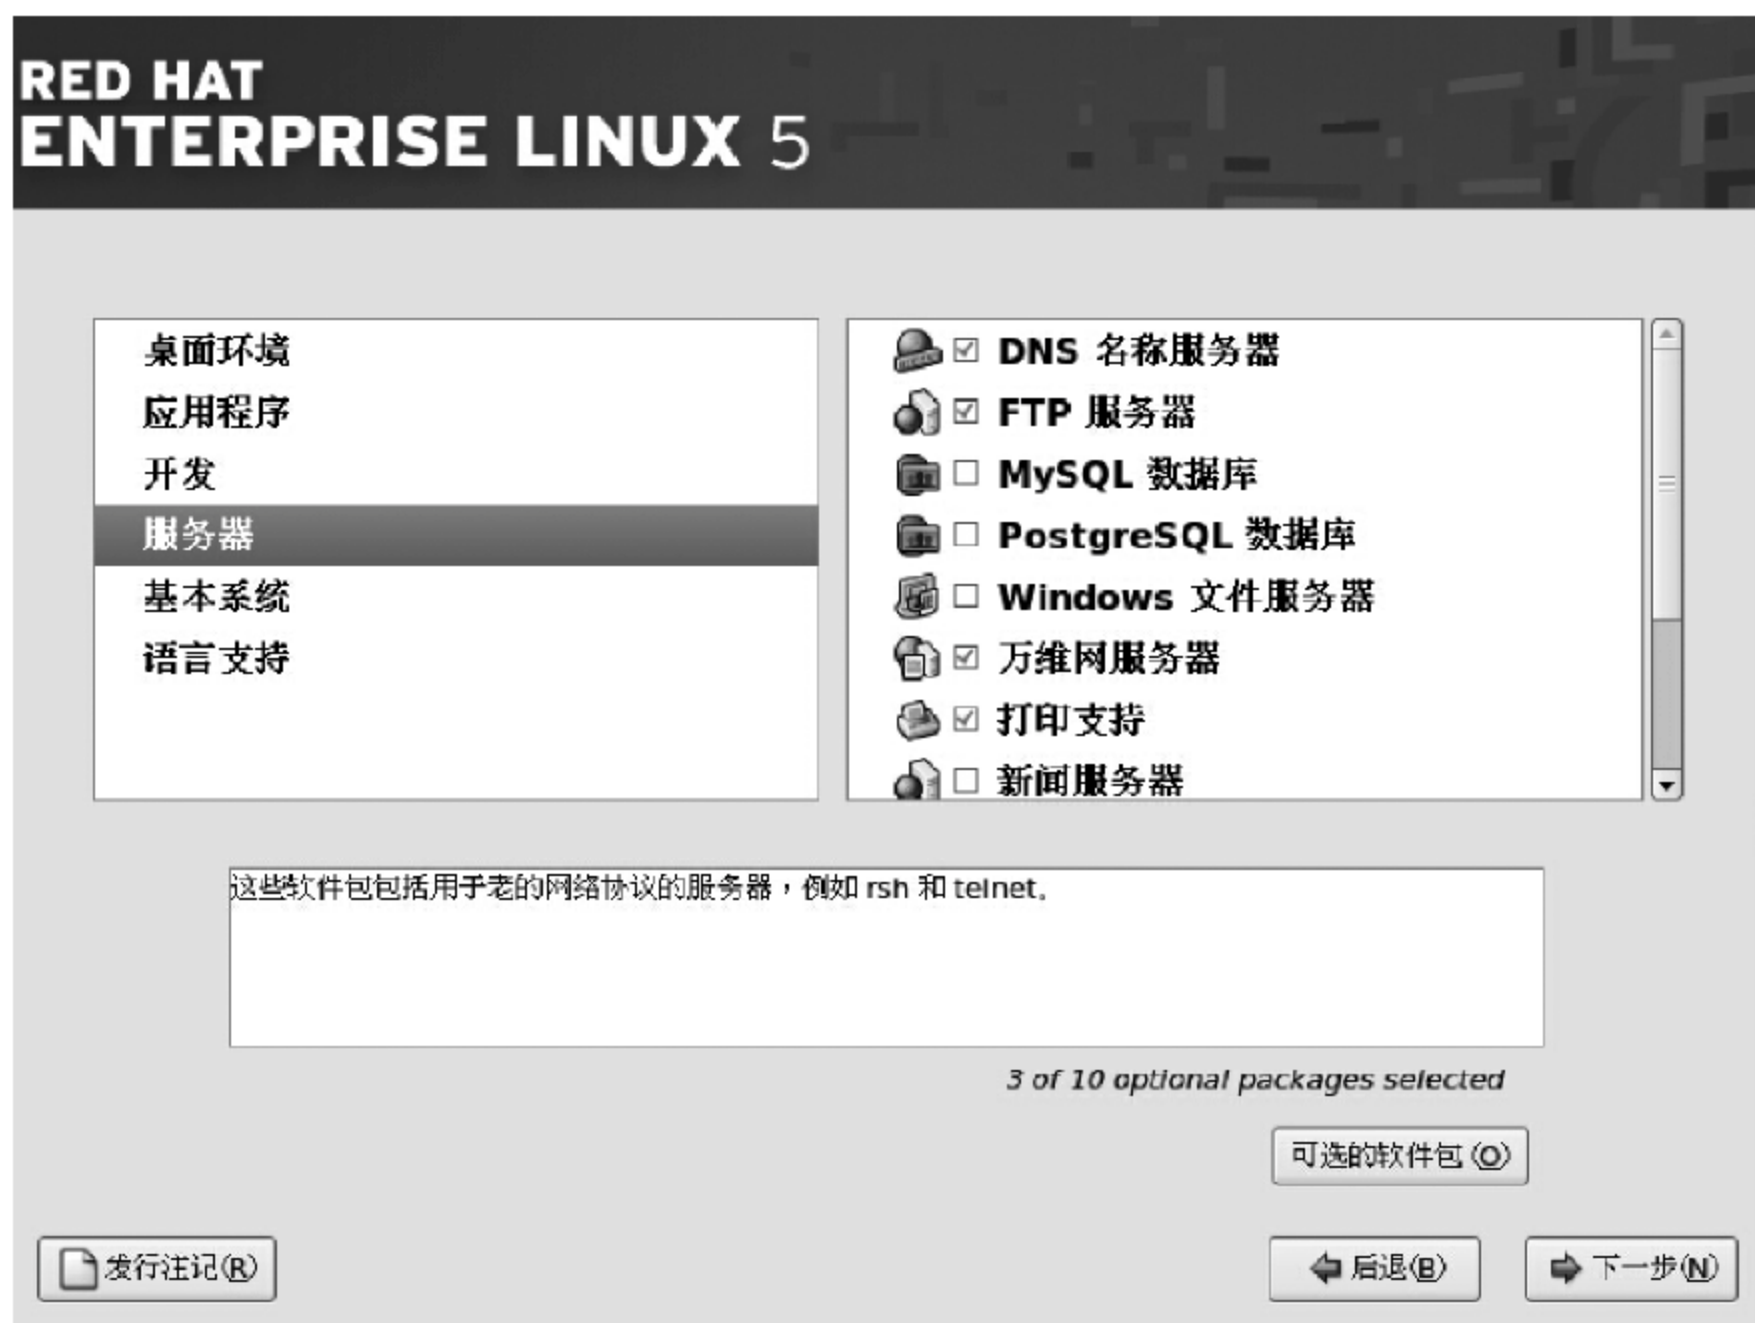 RED HAT
ENTERPRISE LINUX 5
桌面环境
应用程序
开发
服务器
基本系统
语言支持
DNS 名称服务器
FTP 服务器
MySQL 数据库
PostgreSQL 数据库
Windows 文件服务器
万维网服务器
打印支持
新闻服务器
这些软件包包括用于老的网络协议的服务器，例如 rsh 和 telnet。
3 of 10 optional packages selected
可选的软件包(O)
发行注记(R)
后退(B)
下一步(N)